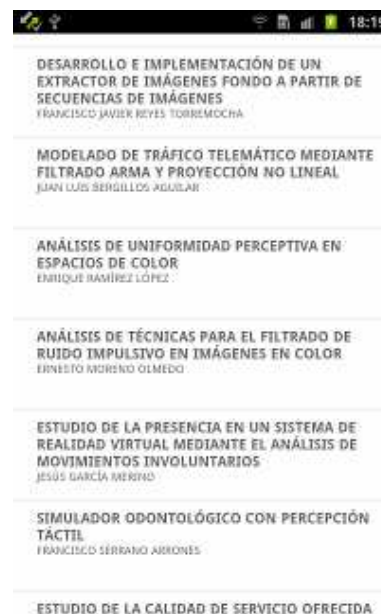 18:19
DESARROLLO E IMPLEMENTACIÓN DE UN
EXTRACTOR DE IMÁGENES FONDO A PARTIR DE
SECUENCIAS DE IMÁGENES
FRANCISCO JAVIER REYES TORREMOCHA
MODELADO DE TRÁFICO TELEMÁTICO MEDIANTE
FILTRADO ARMA Y PROYECCIÓN NO LINEAL
JUAN LUIS BERGILLOS AGUILAR
ANÁLISIS DE UNIFORMIDAD PERCEPTIVA EN
ESPACIOS DE COLOR
ENRIQUE RAMÍREZ LÓPEZ
ANÁLISIS DE TÉCNICAS PARA EL FILTRADO DE
RUIDO IMPULSIVO EN IMÁGENES EN COLOR
ERNESTO MORENO OLMEDO
ESTUDIO DE LA PRESENCIA EN UN SISTEMA DE
REALIDAD VIRTUAL MEDIANTE EL ANÁLISIS DE
MOVIMIENTOS INVOLUNTARIOS
JESÚS GARCÍA MERINO
SIMULADOR ODONTOLÓGICO CON PERCEPCIÓN
TÁCTIL
FRANCISCO SERRANO ARRONES
ESTUDIO DE LA CALIDAD DE SERVICIO OFRECIDA